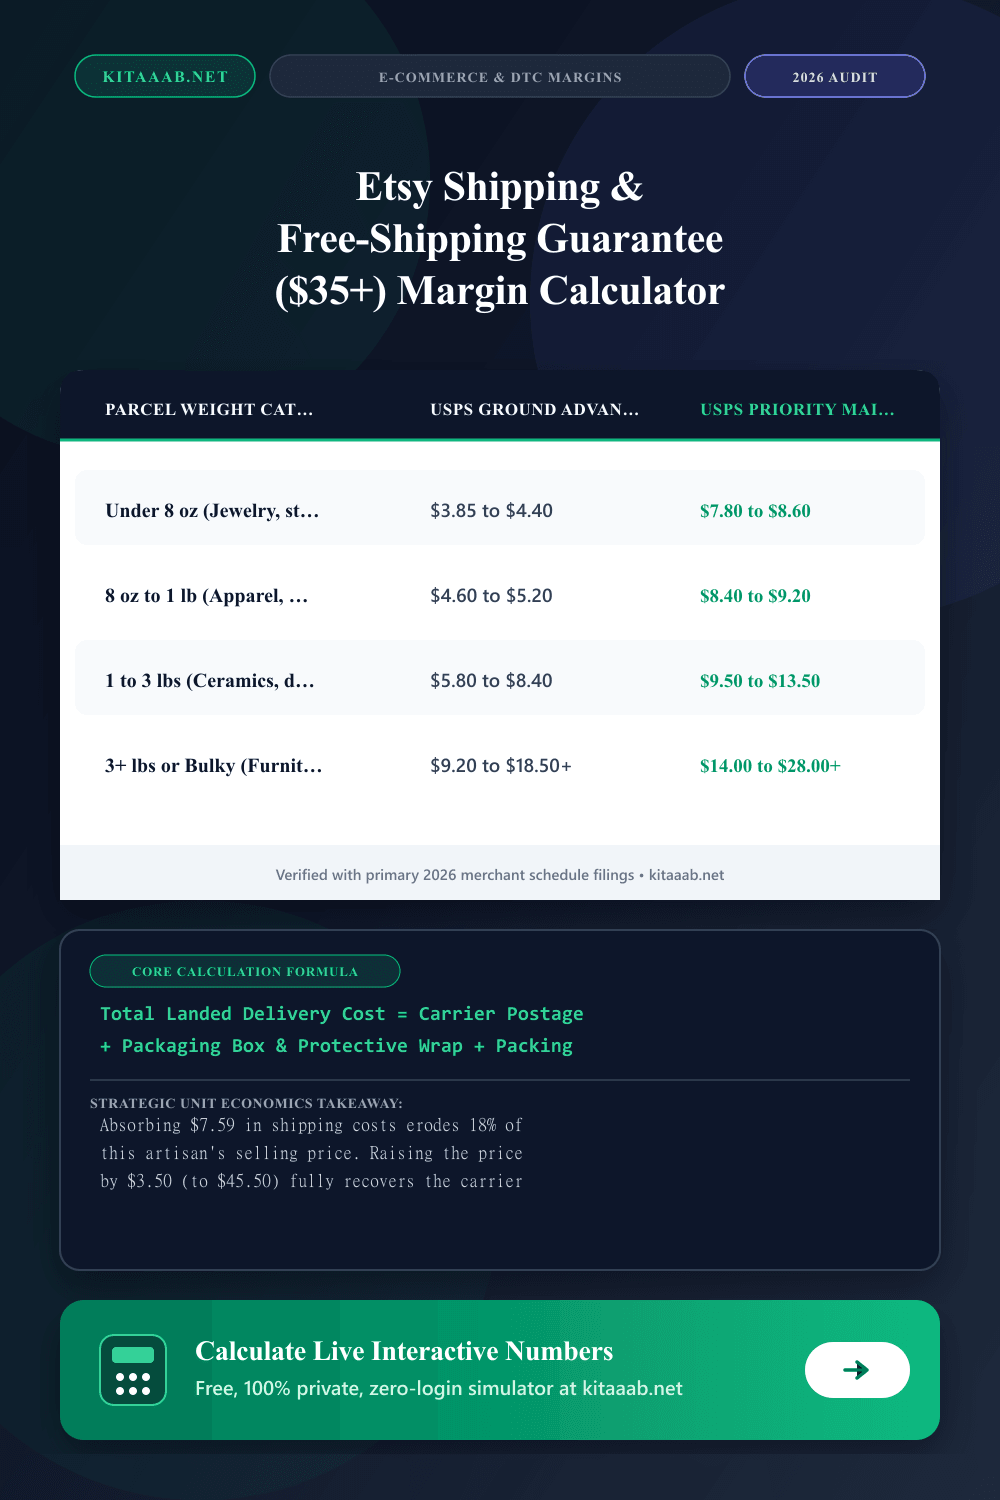 KITAAAB.NET
E-COMMERCE & DTC MARGINS
2026 AUDIT
Etsy Shipping &
Free-Shipping Guarantee
($35+) Margin Calculator
PARCEL WEIGHT CAT... USPS GROUND ADVAN... USPS PRIORITY MAI...
Under 8 oz (Jewelry, st... $3.85 to $4.40 $7.80 to $8.60
8 oz to 1 lb (Apparel, ... $4.60 to $5.20 $8.40 to $9.20
1 to 3 lbs (Ceramics, d... $5.80 to $8.40 $9.50 to $13.50
3+ lbs or Bulky (Furnit... $9.20 to $18.50+ $14.00 to $28.00+
Verified with primary 2026 merchant schedule filings • kitaaab.net
CORE CALCULATION FORMULA
Total Landed Delivery Cost = Carrier Postage
+ Packaging Box & Protective Wrap + Packing
STRATEGIC UNIT ECONOMICS TAKEAWAY:
Absorbing $7.59 in shipping costs erodes 18% of
this artisan's selling price. Raising the price
by $3.50 (to $45.50) fully recovers the carrier
Calculate Live Interactive Numbers
Free, 100% private, zero-login simulator at kitaaab.net